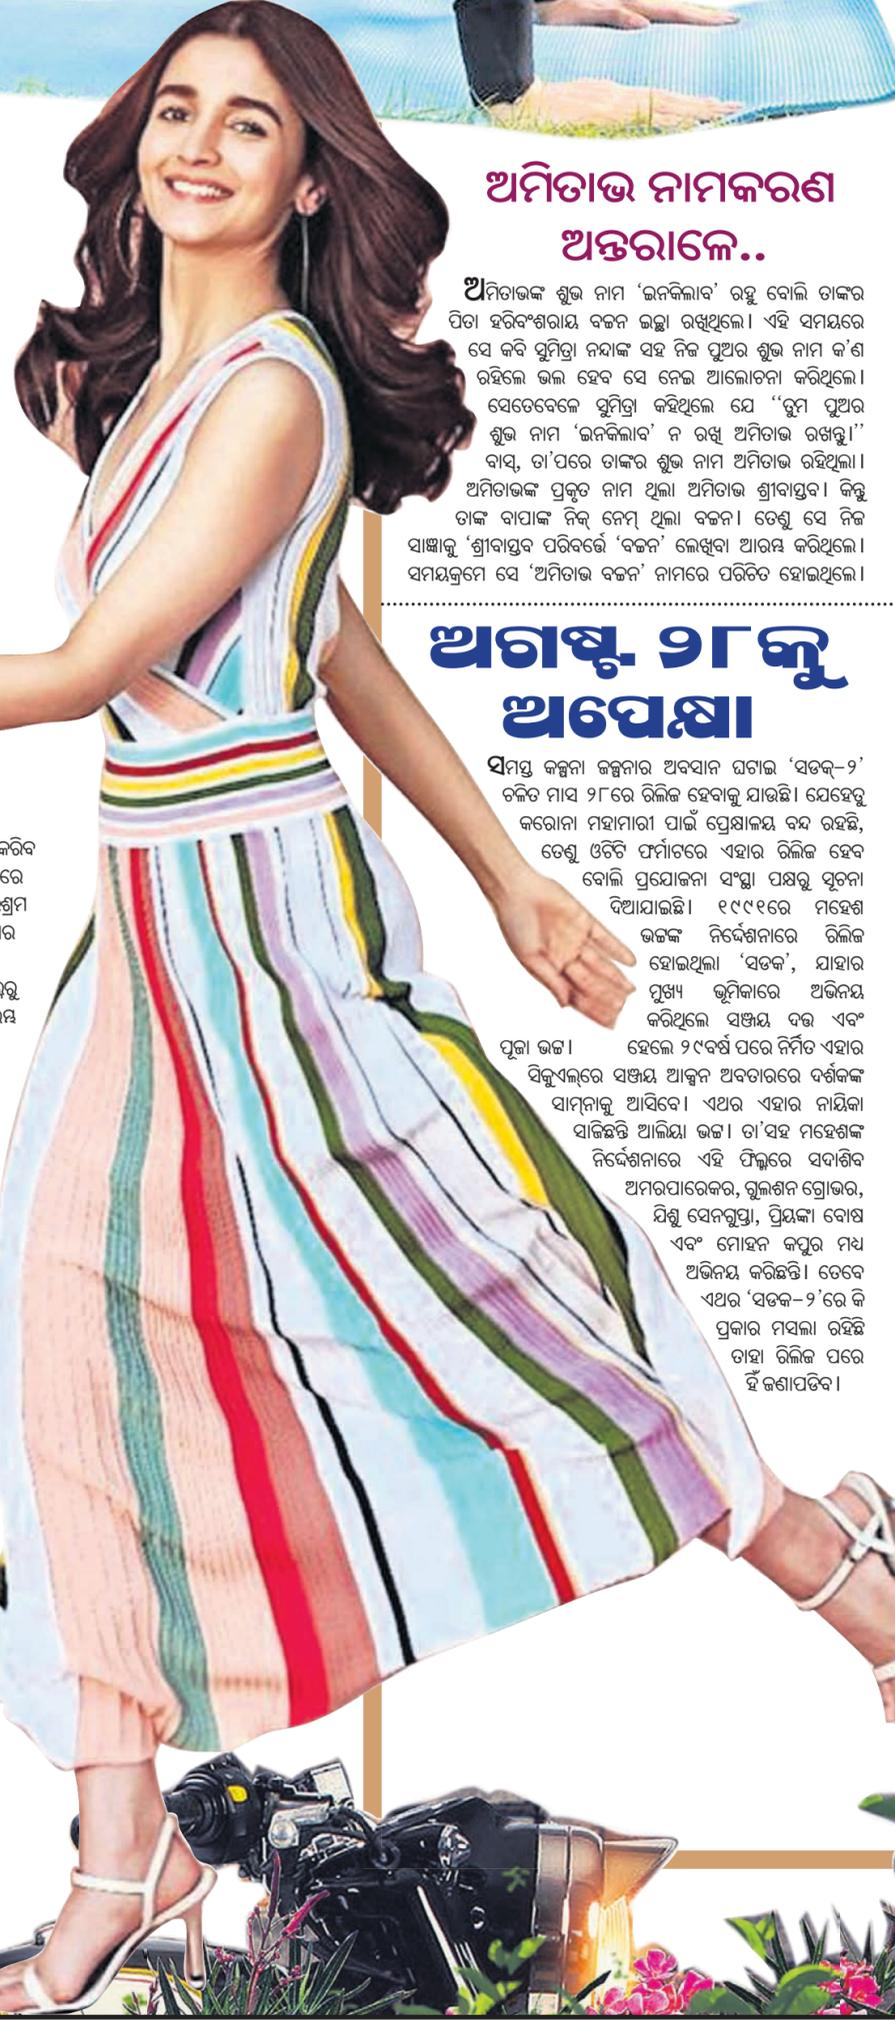 ଅମିତାଭ ନାମକରଣ
ଅନ୍ତରାଳେ..
ଅମିତାଭଙ୍କ ଶୁଭ ନାମ ‘ଇନକିଲାବ’ ରହୁ ବୋଲି ତାଙ୍କର
ପିତା ହରିବଂଶରାୟ ବଚ୍ଚନ ଇଚ୍ଛା ରଖିଥିଲେ। ଏହି ସମୟରେ
ସେ କବି ସୁମିତ୍ରା ନନ୍ଦାଙ୍କ ସହ ନିଜ ପୁଅର ଶୁଭ ନାମ କ’ଣ
ରହିଲେ ଭଲ ହେବ ସେ ନେଇ ଆଲୋଚନା କରିଥିଲେ।
ସେତେବେଳେ ସୁମିତ୍ରା କହିଥିଲେ ଯେ ‘‘ତୁମ ପୁଅର
ଶୁଭ ନାମ ‘ଇନକିଲାବ’ ନ ରଖି ଅମିତାଭ ରଖନ୍ତୁ।’’
ବାସ୍, ତା’ପରେ ତାଙ୍କର ଶୁଭ ନାମ ଅମିତାଭ ରହିଥିଲା।
ଅମିତାଭଙ୍କ ପ୍ରକୃତ ନାମ ଥିଲା ଅମିତାଭ ଶ୍ରୀବାସ୍ତବ। କିନ୍ତୁ
ତାଙ୍କ ବାପାଙ୍କ ନିକ୍ ନେମ୍ ଥିଲା ବଚ୍ଚନ। ତେଣୁ ସେ ନିଜ
ସାଜ୍ଞାକୁ ‘ଶ୍ରୀବାସ୍ତବ ପରିବର୍ତ୍ତେ ‘ବଚ୍ଚନ’ ଲେଖିବା ଆରମ୍ଭ କରିଥିଲେ।
ସମୟକ୍ରମେ ସେ ‘ଅମିତାଭ ବଚ୍ଚନ’ ନାମରେ ପରିଚିତ ହୋଇଥିଲେ।
ଅଗଷ୍ଟ ୨୮କୁ
ଅପେକ୍ଷା
ସମସ୍ତ କଳ୍ପନା ଜଳ୍ପନାର ଅବସାନ ଘଟାଇ ‘ସଡକ୍-୨’
ଚଳିତ ମାସ ୨୮ରେ ରିଲିଜ ହେବାକୁ ଯାଉଛି। ଯେହେତୁ
କରୋନା ମହାମାରୀ ପାଇଁ ପ୍ରେକ୍ଷାଳୟ ବନ୍ଦ ରହଛି,
ତେଣୁ ଓଟିଟି ଫର୍ମାଟରେ ଏହାର ରିଲିଜ ହେବ
ବୋଲି ପ୍ରଯୋଜନା ସଂସ୍ଥା ପକ୍ଷରୁ ସୂଚନା
ଦିଆଯାଇଛି। ୧୯୯୧ରେ ମହେଶ
ଭଟ୍ଟଙ୍କ ନିର୍ଦ୍ଦେଶନାରେ ରିଲିଜ
ହୋଇଥିଲା ‘ସଡକ’, ଯାହାର
ମୁଖ୍ୟ ଭୂମିକାରେ ଅଭିନୟ
କରିଥିଲେ ସଞ୍ଜୟ ଦତ୍ତ ଏବଂ
ପୂଜା ଭଟ୍ଟ। ହେଲେ ୨୯ବର୍ଷ ପରେ ନିର୍ମିତ ଏହାର
ସିକୁଏଲ୍‌ରେ ସଞ୍ଜୟ ଆକ୍ସନ ଅବତାରରେ ଦର୍ଶକଙ୍କ
ସାମ୍ନାକୁ ଆସିବେ। ଏଥର ଏହାର ନାୟିକା
ସାଜିଛନ୍ତି ଆଲିୟା ଭଟ୍ଟ। ତା’ସହ ମହେଶଙ୍କ
ନିର୍ଦ୍ଦେଶନାରେ ଏହି ଫିଲ୍ମରେ ସଦାଶିବ
ଅମରପାରେକର, ଗୁଲଶନ ଗ୍ରୋଭର,
ଯିଶୁ ସେନଗୁପ୍ତା, ପ୍ରିୟଙ୍କା ବୋଷ
ଏବଂ ମୋହନ କପୁର ମଧ୍ୟ
ଅଭିନୟ କରିଛନ୍ତି। ତେବେ
ଏଥର ‘ସଡକ-୨’ରେ କି
ପ୍ରକାର ମସଲା ରହିଛି
ତାହା ରିଲିଜ ପରେ
ହିଁ ଜଣାପଡିବ।